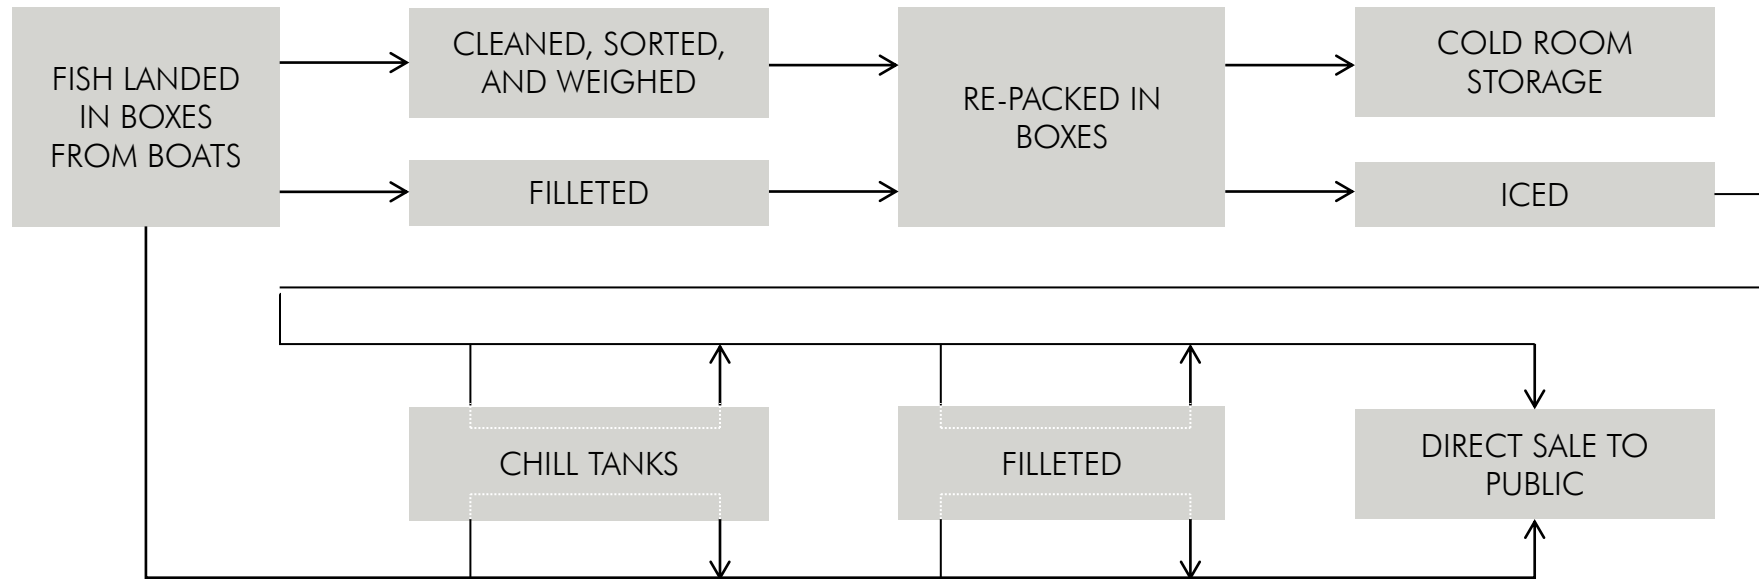 FISH LANDED
IN BOXES
FROM BOATS
CLEANED, SORTED,
AND WEIGHED
FILLETED
RE-PACKED IN
BOXES
COLD ROOM
STORAGE
ICED
CHILL TANKS
FILLETED
DIRECT SALE TO
PUBLIC